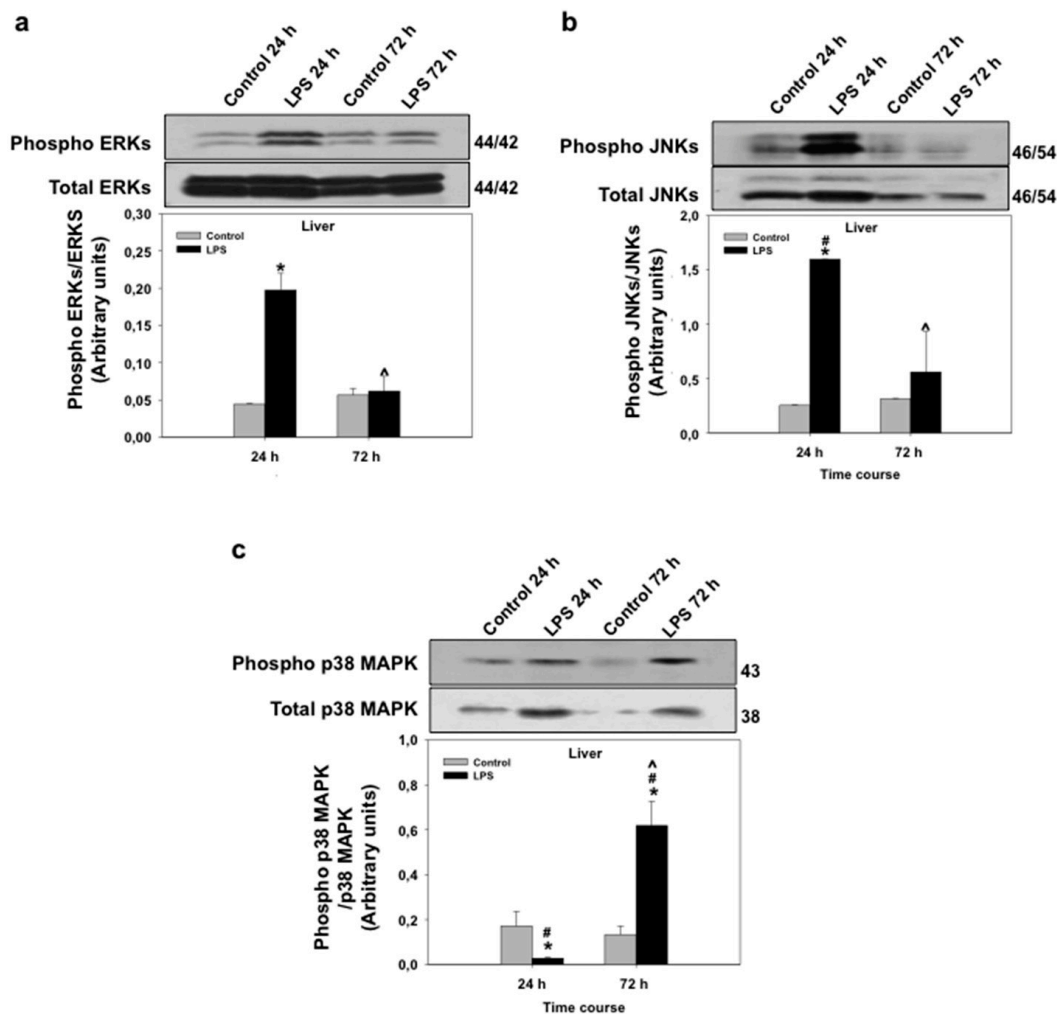 a
Control 24 h
LPS 24 h
Control 72 h
LPS 72 h
Phospho ERKs
44/42
Total ERKs
44/42
Phospho ERKs/ERKS
(Arbitrary units)
0,30
0,25
0,20
0,15
0,10
0,05
0,00
Liver
Control
LPS
*
^
24 h
72 h
b
Control 24 h
LPS 24 h
Control 72 h
LPS 72 h
Phospho JNKs
46/54
Total JNKs
46/54
Phospho JNKs/JNKs
(Arbitrary units)
2,0
1,5
1,0
0,5
0,0
Liver
Control
LPS
#
*
^
24 h
72 h
Time course
c
Control 24 h
LPS 24 h
Control 72 h
LPS 72 h
Phospho p38 MAPK
43
Total p38 MAPK
38
Phospho p38 MAPK
/p38 MAPK
(Arbitrary units)
1,0
0,8
0,6
0,4
0,2
0,0
Liver
Control
LPS
#
*
^
#
*
24 h
72 h
Time course